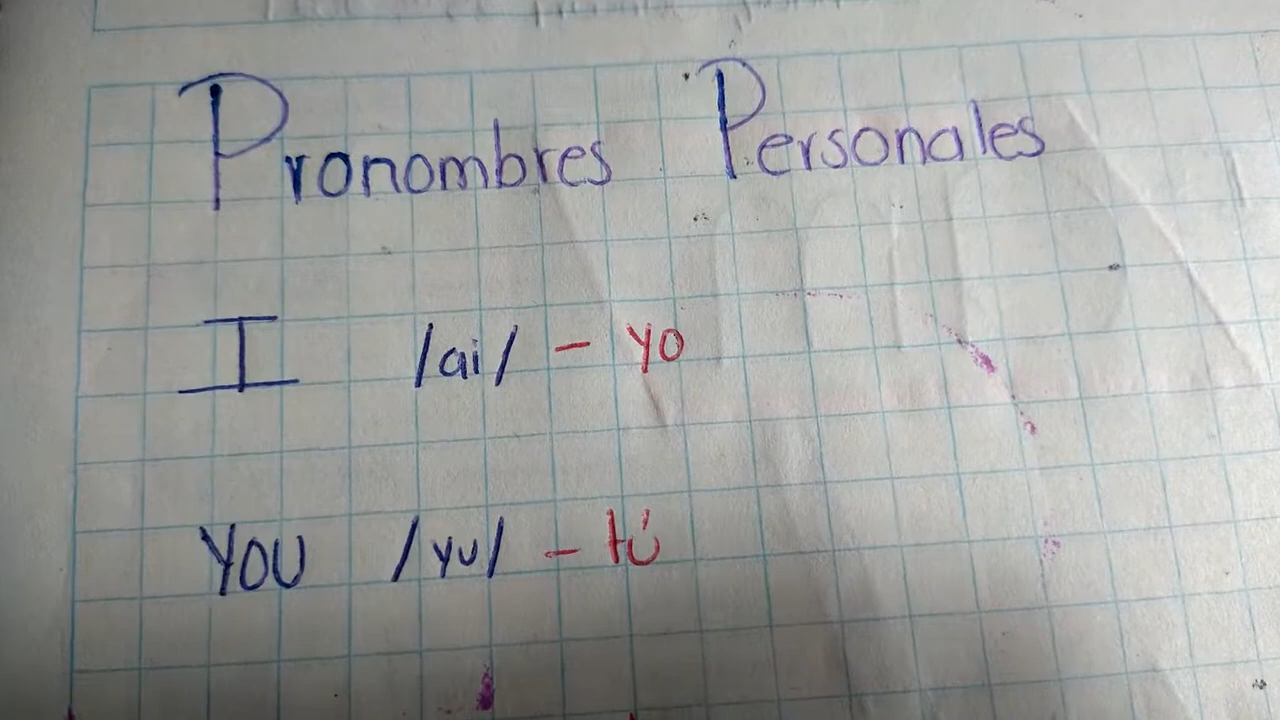 Pronombres Personales
I /ai/ - yo
YOU /yu/ - tú